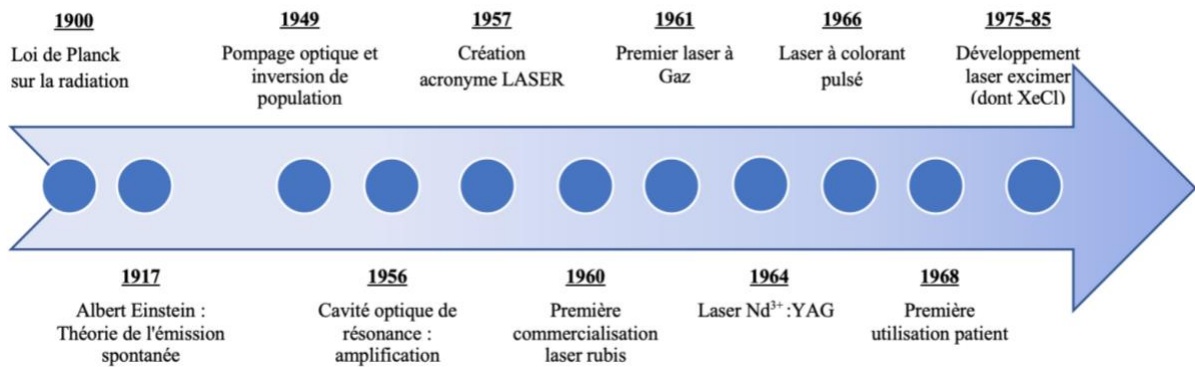 1900
Loi de Planck
sur la radiation
1949
Pompage optique et
inversion de
population
1957
Création
acronyme LASER
1961
Premier laser à
Gaz
1966
Laser à colorant
pulsé
1975-85
Développement
laser excimer
(dont XeCl)
1917
Albert Einstein :
Théorie de l'émission
spontanée
1956
Cavité optique de
résonance :
amplification
1960
Première
commercialisation
laser rubis
1964
Laser Nd³⁺ :YAG
1968
Première
utilisation patient